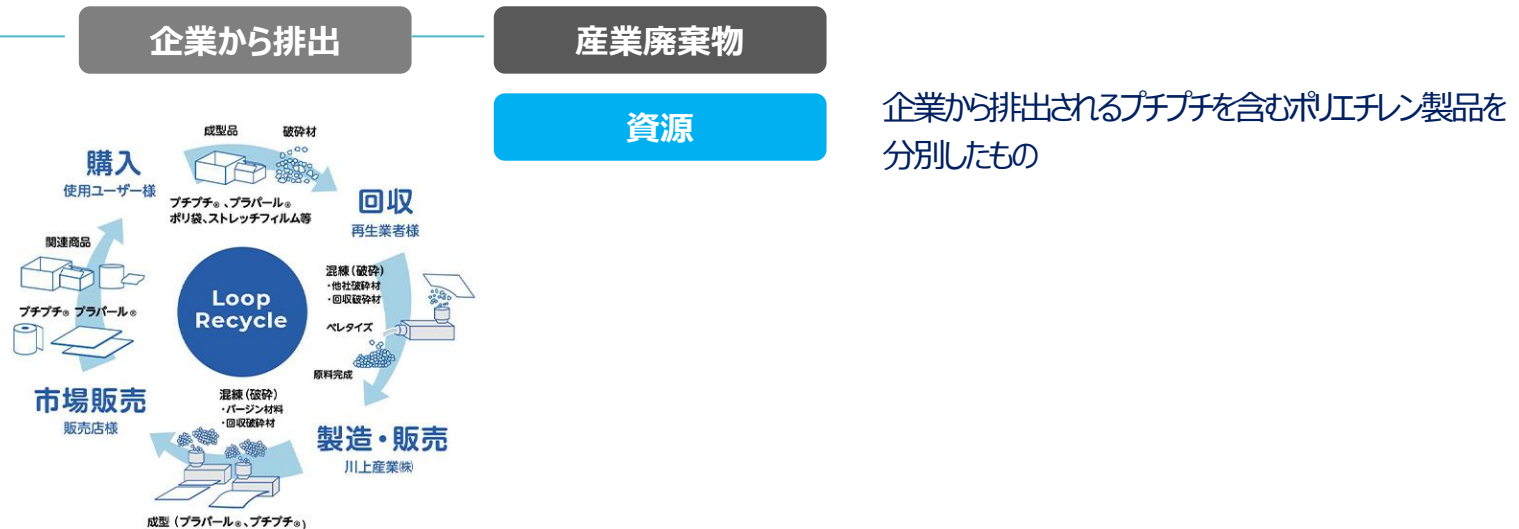 企業から排出
産業廃棄物
資源
企業から排出されるプチプチを含むポリエチレン製品を
分別したもの
成型品
破砕材
購入
使用ユーザー様
プチプチ®、プラパール®
ポリ袋、ストレッチフィルム等
回収
再生業者様
関連商品
混練(破砕)
・他社破砕材
・回収破砕材
Loop
Recycle
プチプチ® プラパール®
ペレタイズ
原料完成
市場販売
販売店様
混練(破砕)
・バージン材料
・回収破砕材
製造・販売
川上産業㈱
成型(プラパール®、プチプチ®)